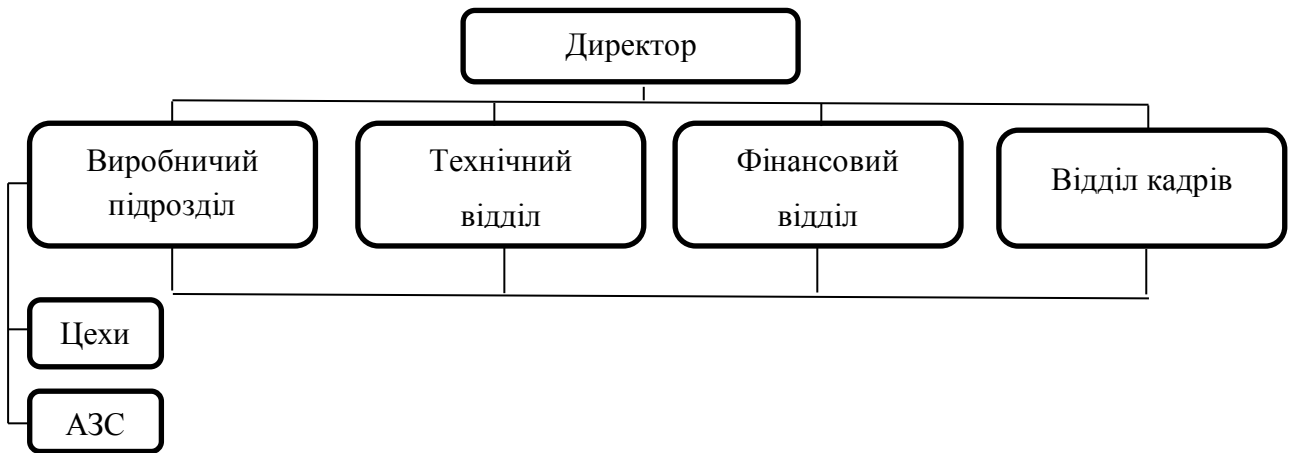 Директор
Виробничий
підрозділ
Технічний
відділ
Фінансовий
відділ
Відділ кадрів
Цехи
АЗС